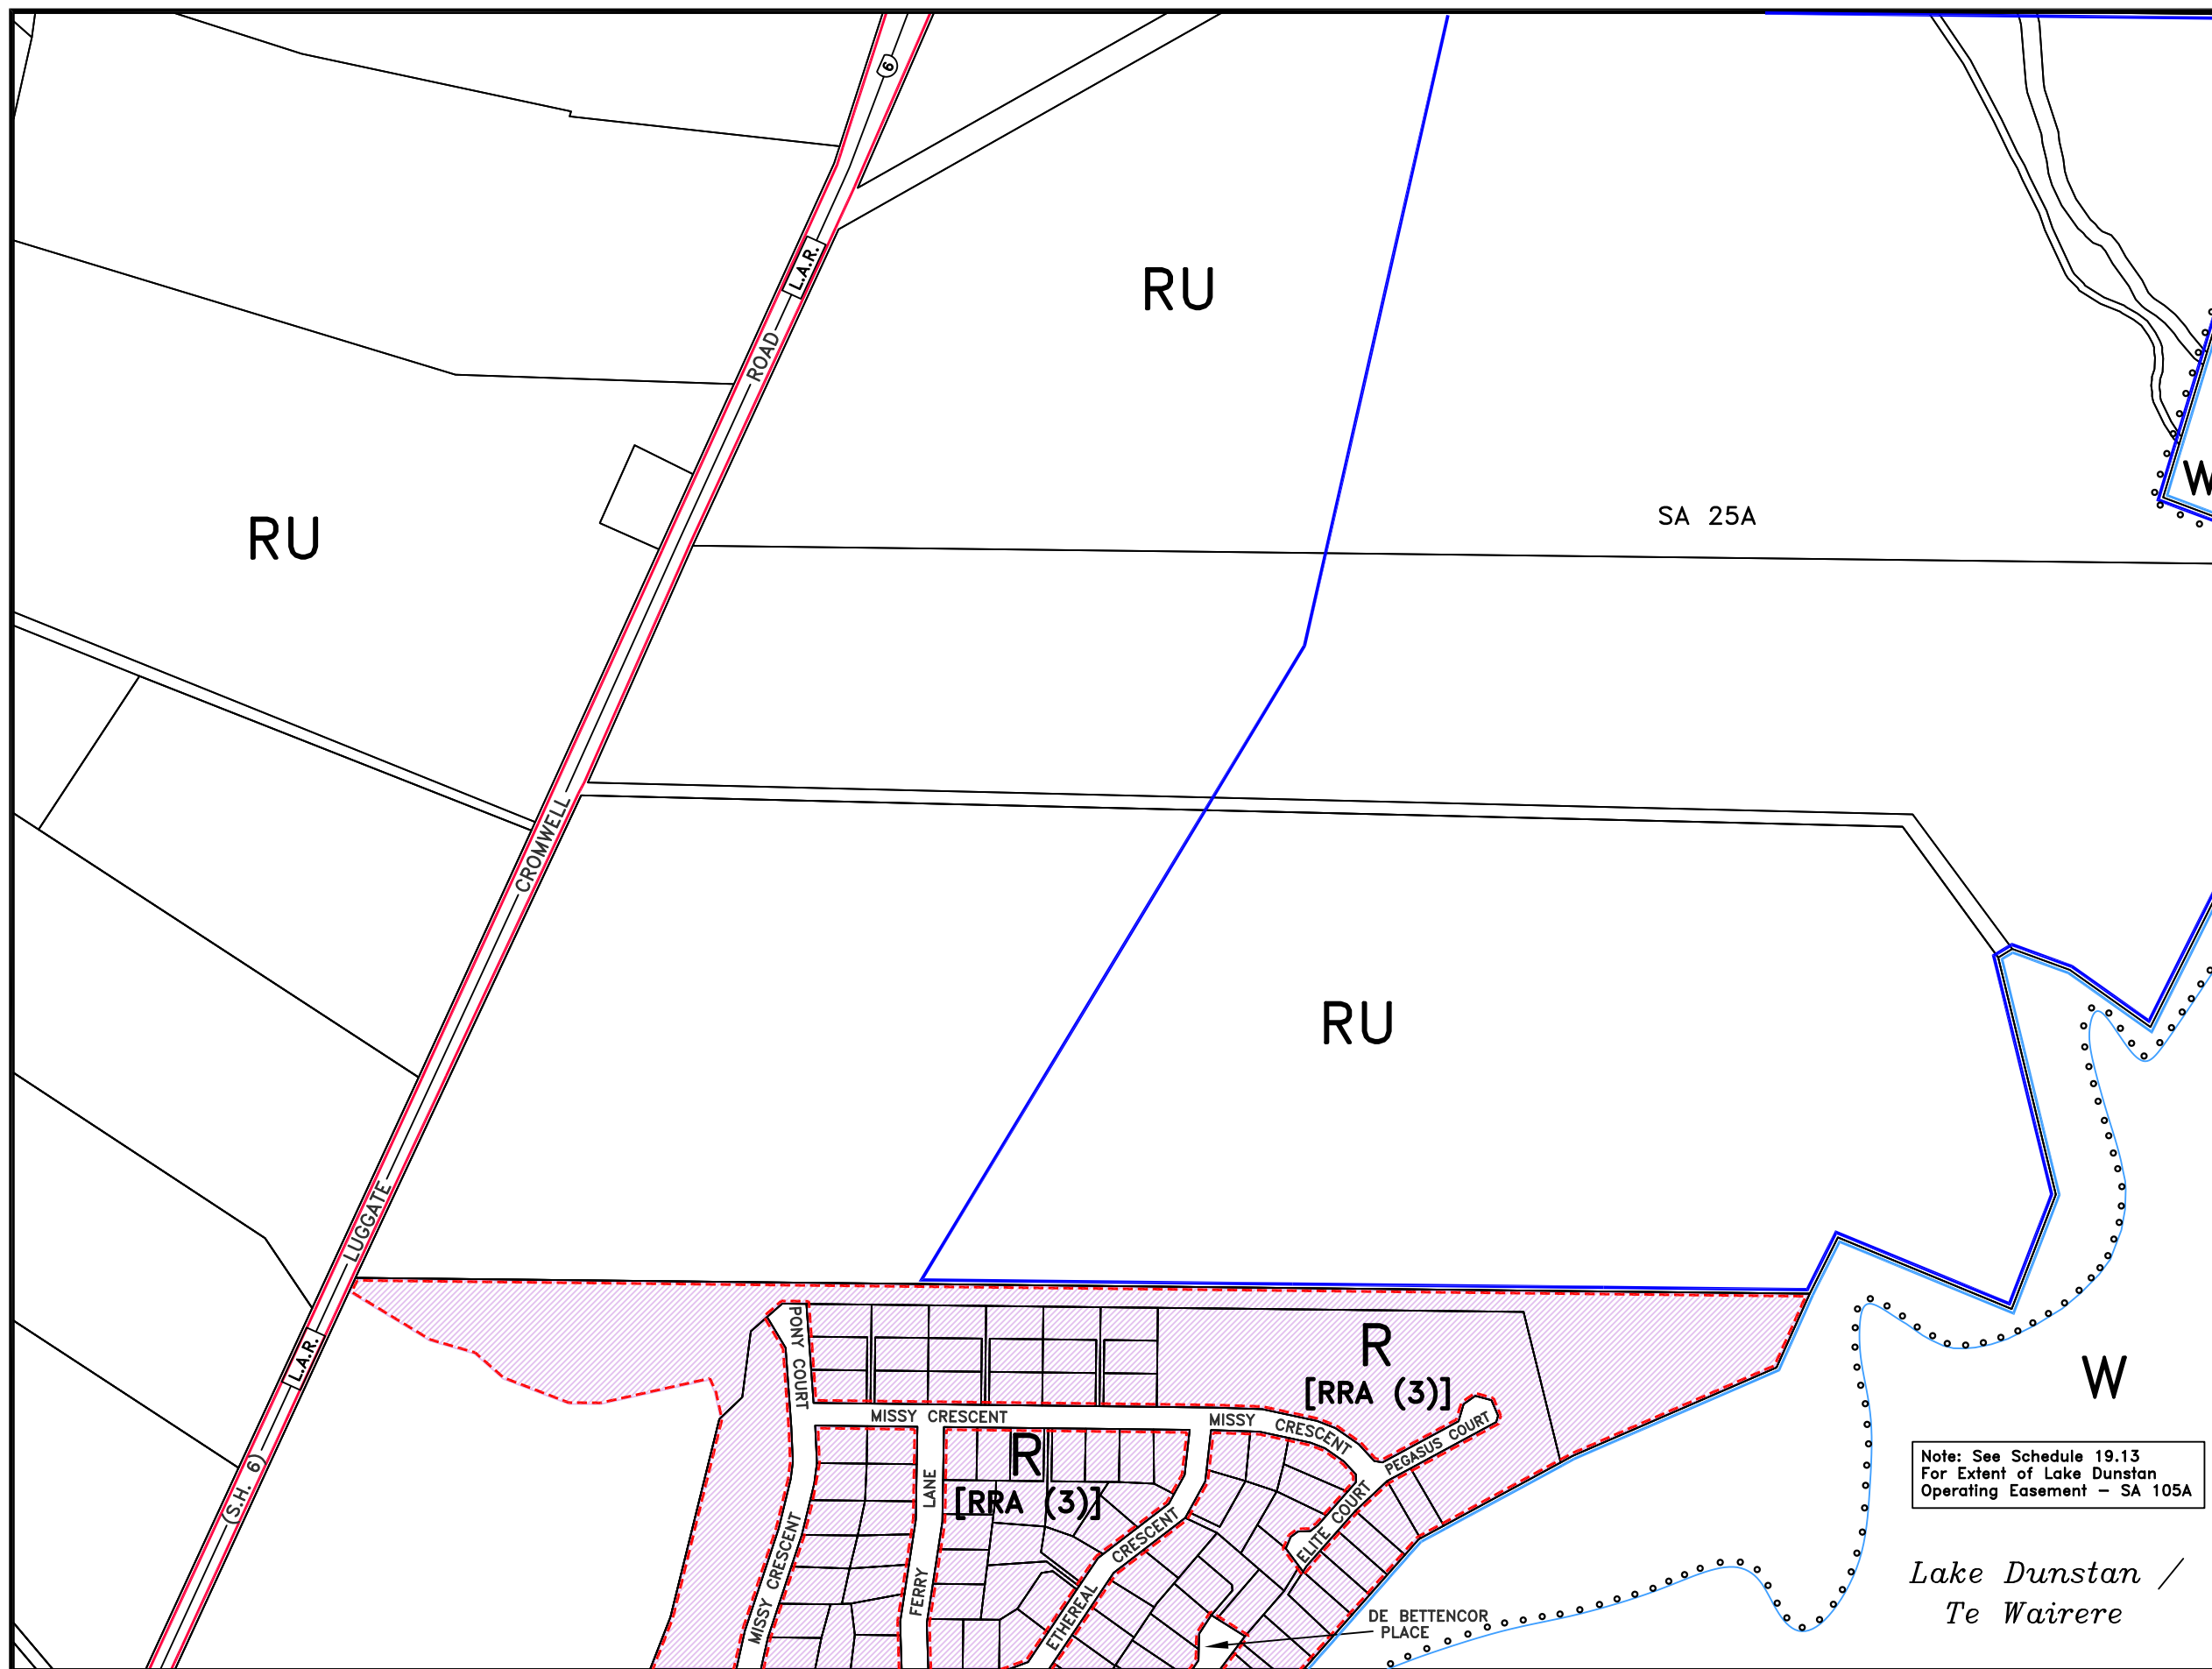 6
L.A.R.
ROAD
RU
RU
SA 25A
W
CROMWELL
RU
LUGGATE
L.A.R.
(S.H. 6)
PONY COURT
R
[RRA (3)]
MISSY CRESCENT
MISSY CRESCENT
PEGASUS COURT
R
[RRA (3)]
LANE
FERRY
MISSY CRESCENT
ELITE COURT
ETHEREAL CRESCENT
DE BETTENCOR
PLACE
W
Note: See Schedule 19.13
For Extent of Lake Dunstan
Operating Easement – SA 105A
Lake Dunstan /
Te Wairere